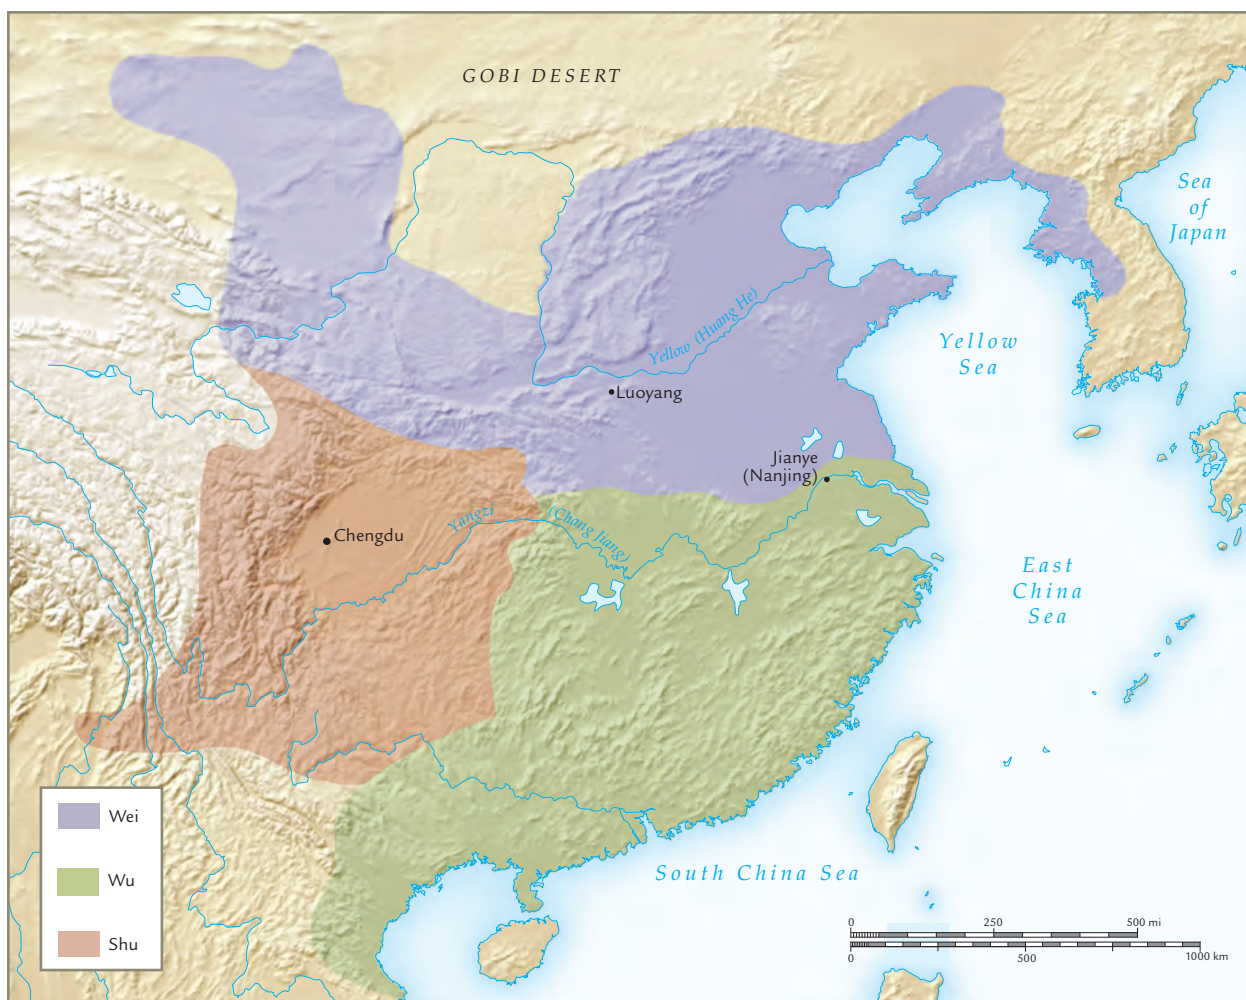 GOBI DESERT
Sea
of
Japan
Yellow (Huang He)
Yellow
Sea
Luoyang
Jianye
(Nanjing)
Yangzi
(Chang Jiang)
Chengdu
East
China
Sea
Wei
Wu
Shu
South China Sea
0 250 500 mi
0 500 1000 km